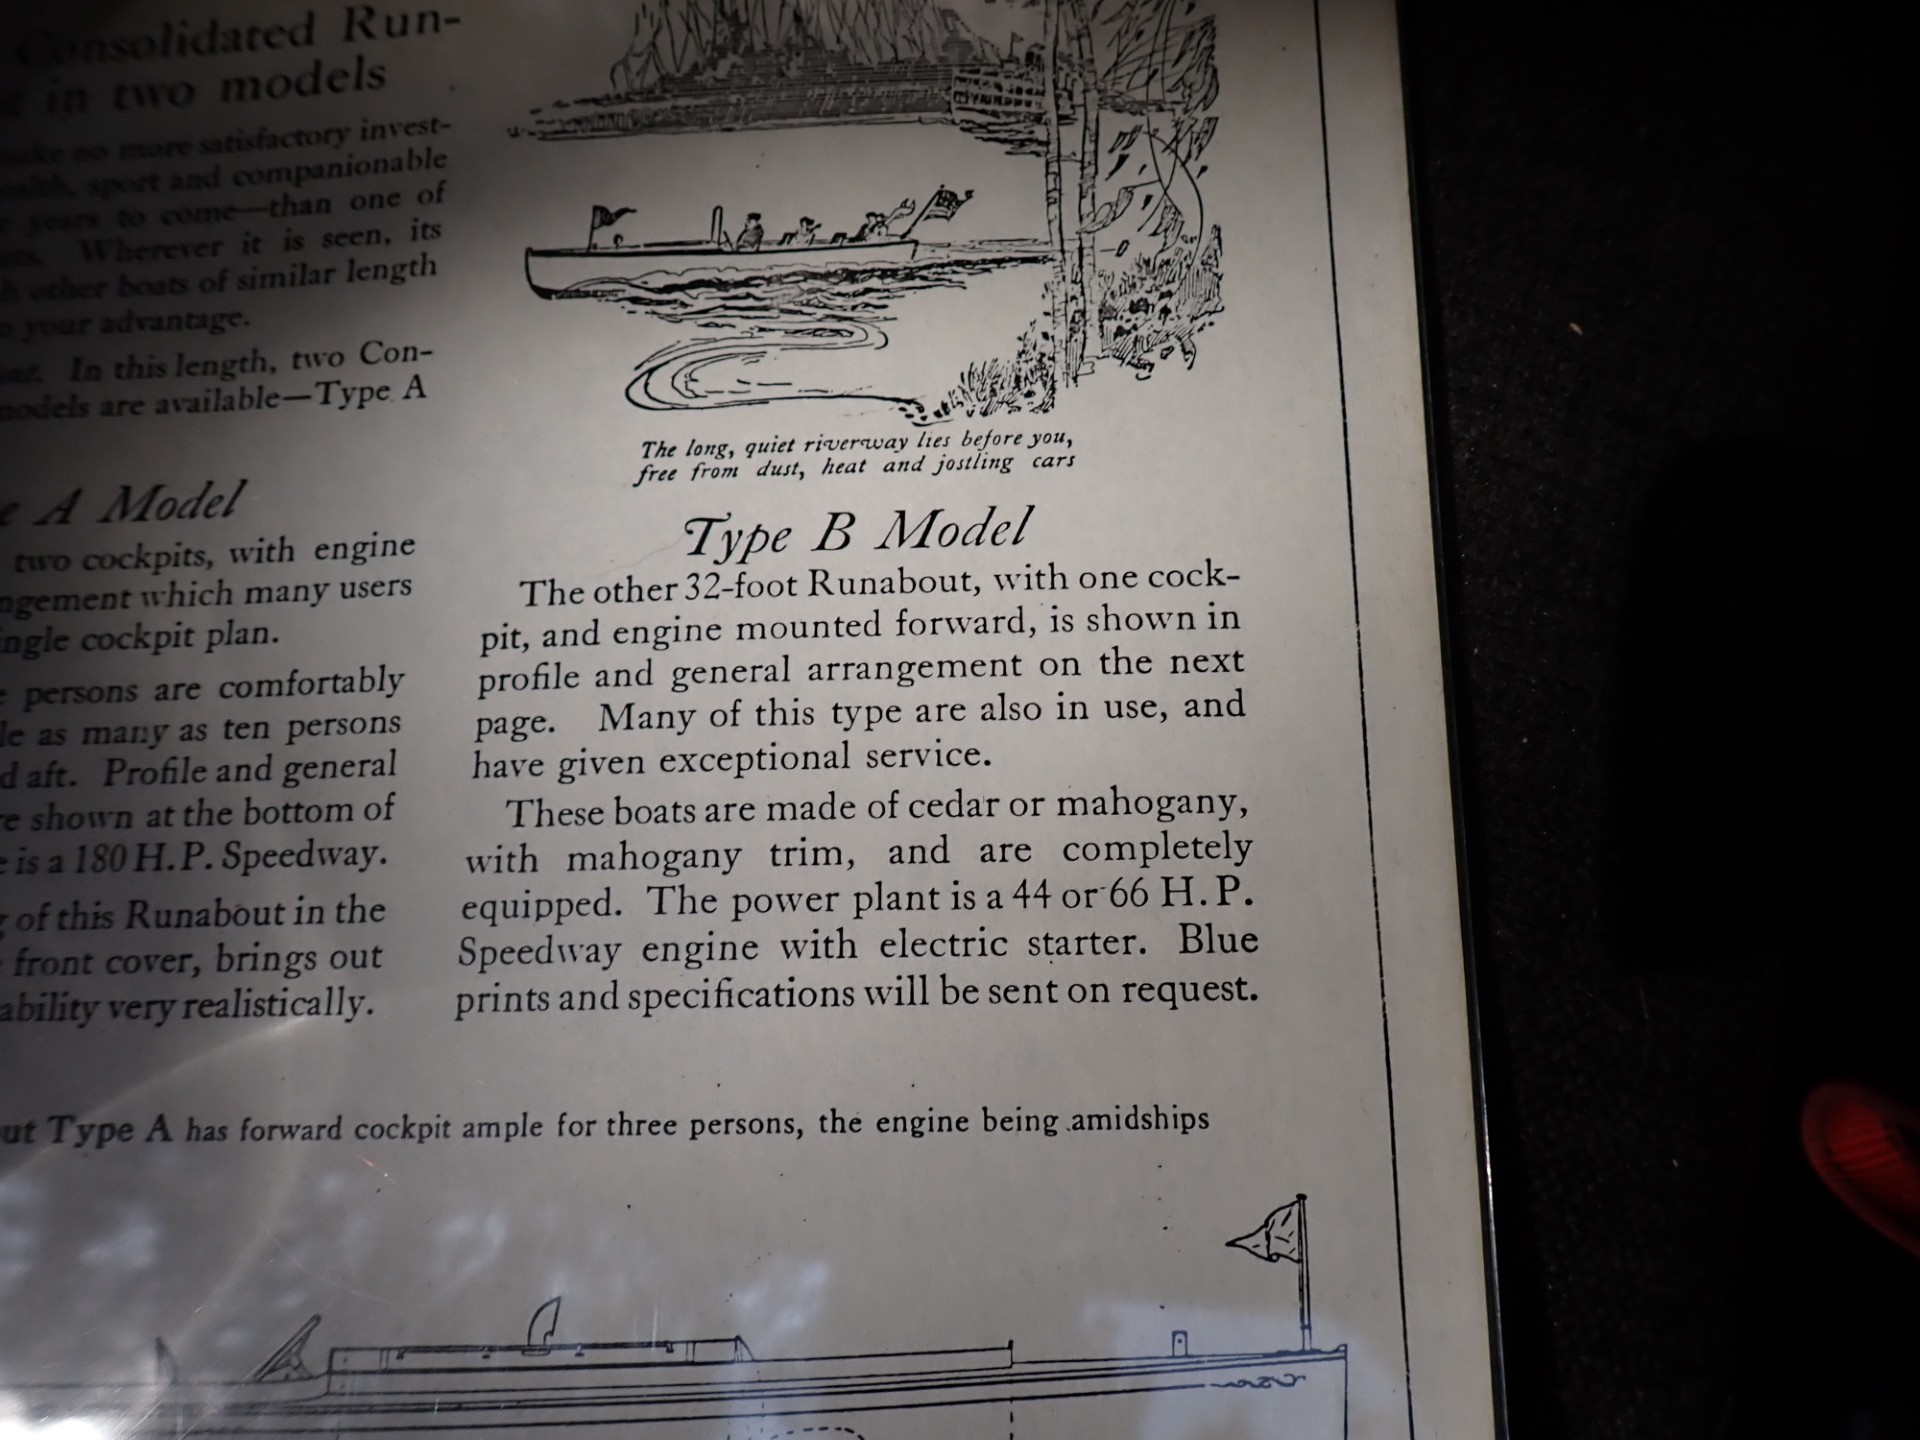 Consolidated Run-
in two models
no more satisfactory invest-
sport and companionable
years to come—than one of
Wherever it is seen, its
other boats of similar length
your advantage.
In this length, two Con-
models are available—Type A
A Model
two cockpits, with engine
which many users
cockpit plan.
persons are comfortably
as many as ten persons
aft. Profile and general
shown at the bottom of
is a 180 H.P. Speedway.
of this Runabout in the
front cover, brings out
very realistically.
The long, quiet riverway lies before you,
free from dust, heat and jostling cars
Type B Model
The other 32-foot Runabout, with one cock-
pit, and engine mounted forward, is shown in
profile and general arrangement on the next
page. Many of this type are also in use, and
have given exceptional service.
These boats are made of cedar or mahogany,
with mahogany trim, and are completely
equipped. The power plant is a 44 or 66 H. P.
Speedway engine with electric starter. Blue
prints and specifications will be sent on request.
Type A has forward cockpit ample for three persons, the engine being amidships